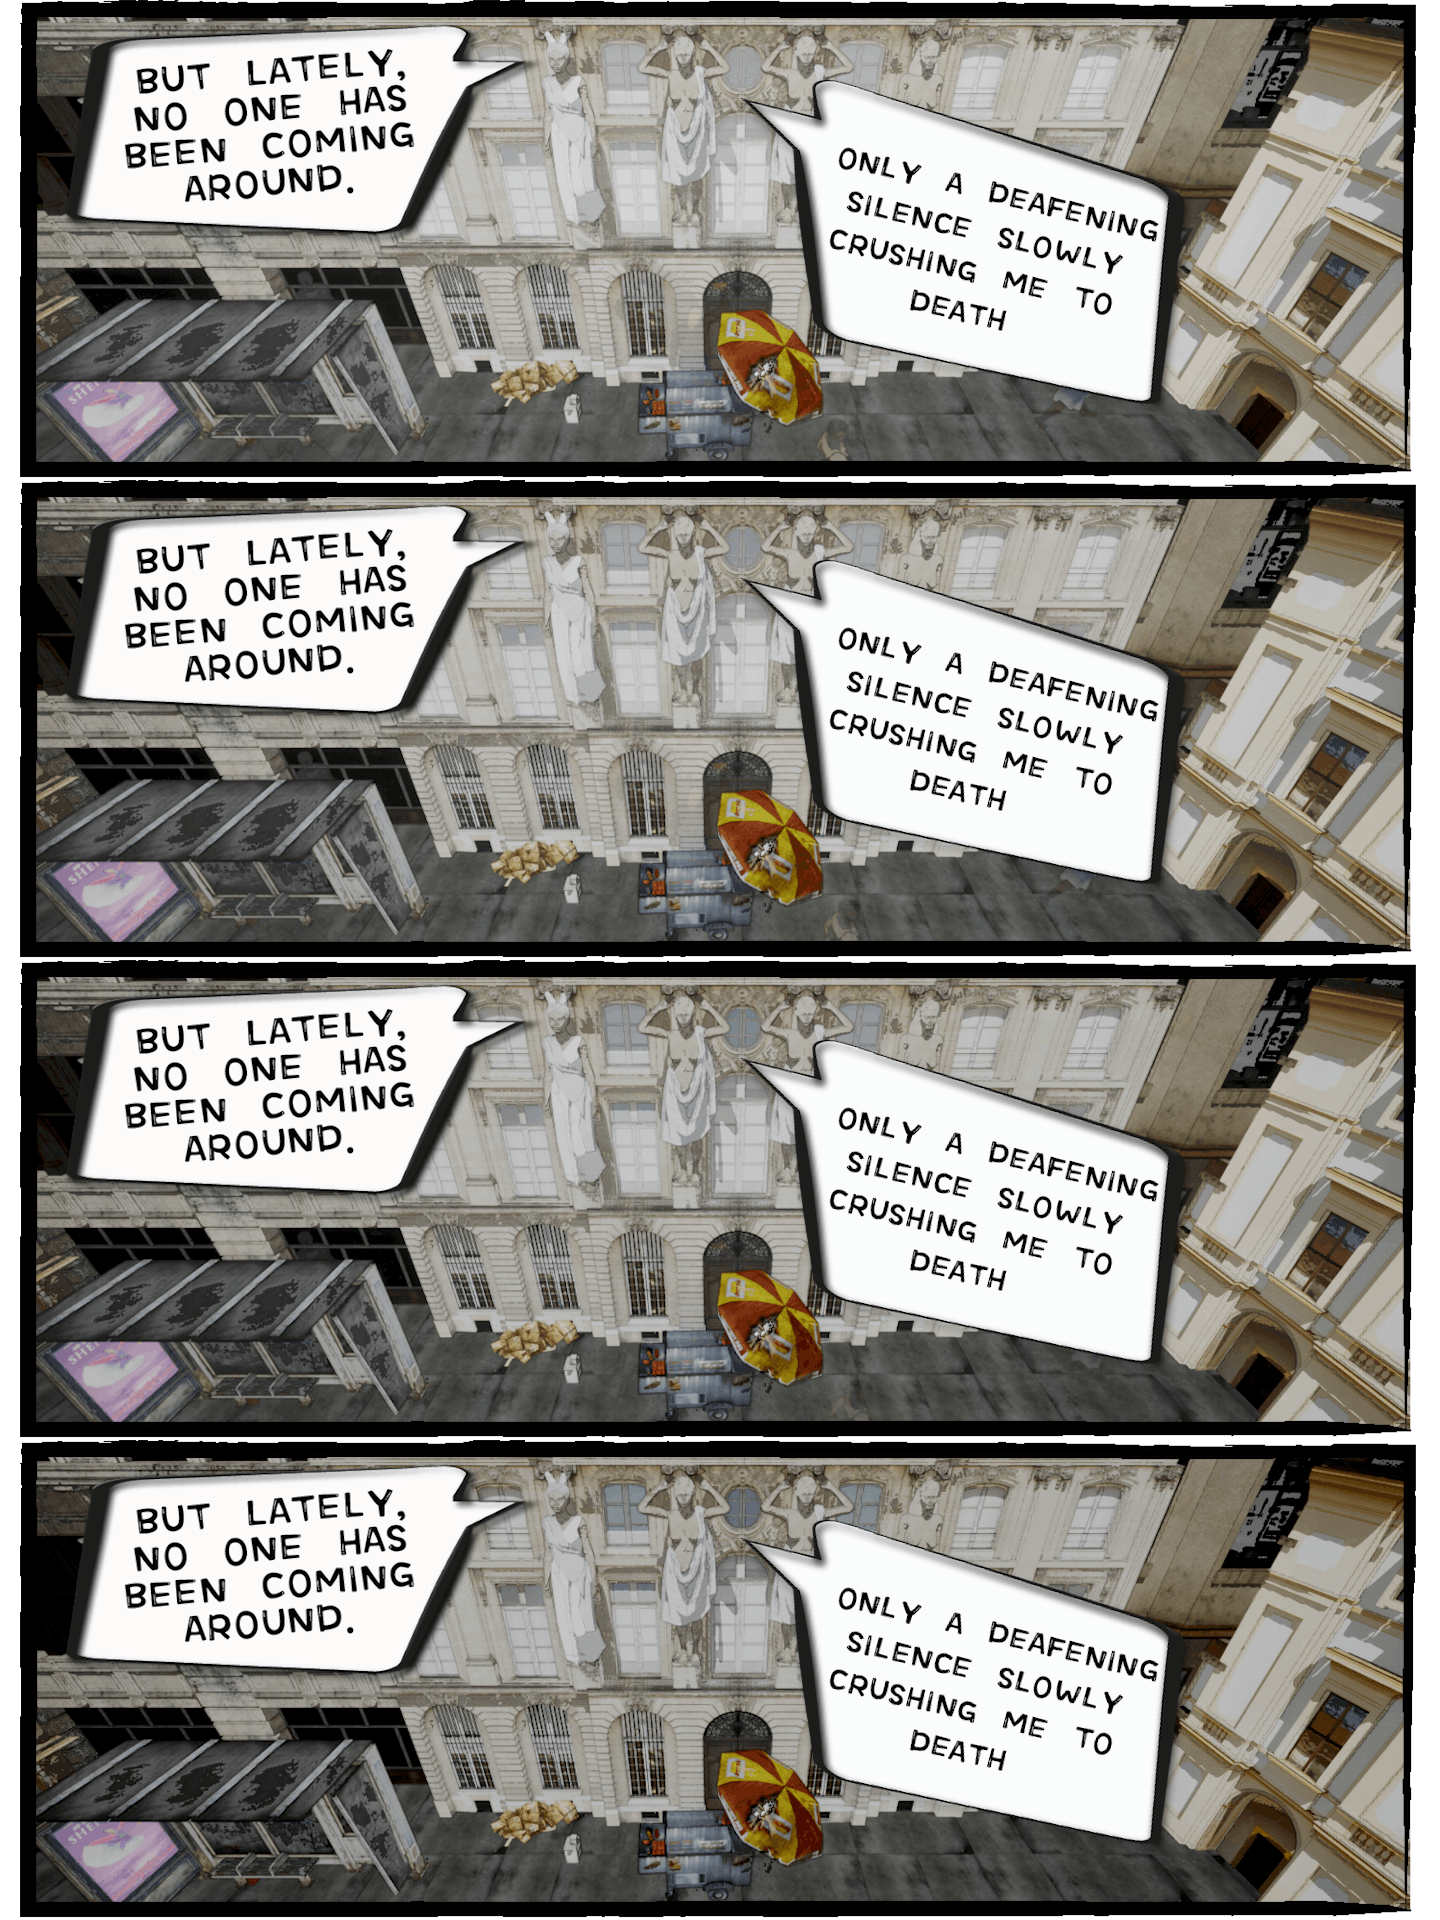 BUT LATELY,
NO ONE HAS
BEEN COMING
AROUND.
ONLY A DEAFENING
SILENCE SLOWLY
CRUSHING ME TO
DEATH
BUT LATELY,
NO ONE HAS
BEEN COMING
AROUND.
ONLY A DEAFENING
SILENCE SLOWLY
CRUSHING ME TO
DEATH
BUT LATELY,
NO ONE HAS
BEEN COMING
AROUND.
ONLY A DEAFENING
SILENCE SLOWLY
CRUSHING ME TO
DEATH
BUT LATELY,
NO ONE HAS
BEEN COMING
AROUND.
ONLY A DEAFENING
SILENCE SLOWLY
CRUSHING ME TO
DEATH